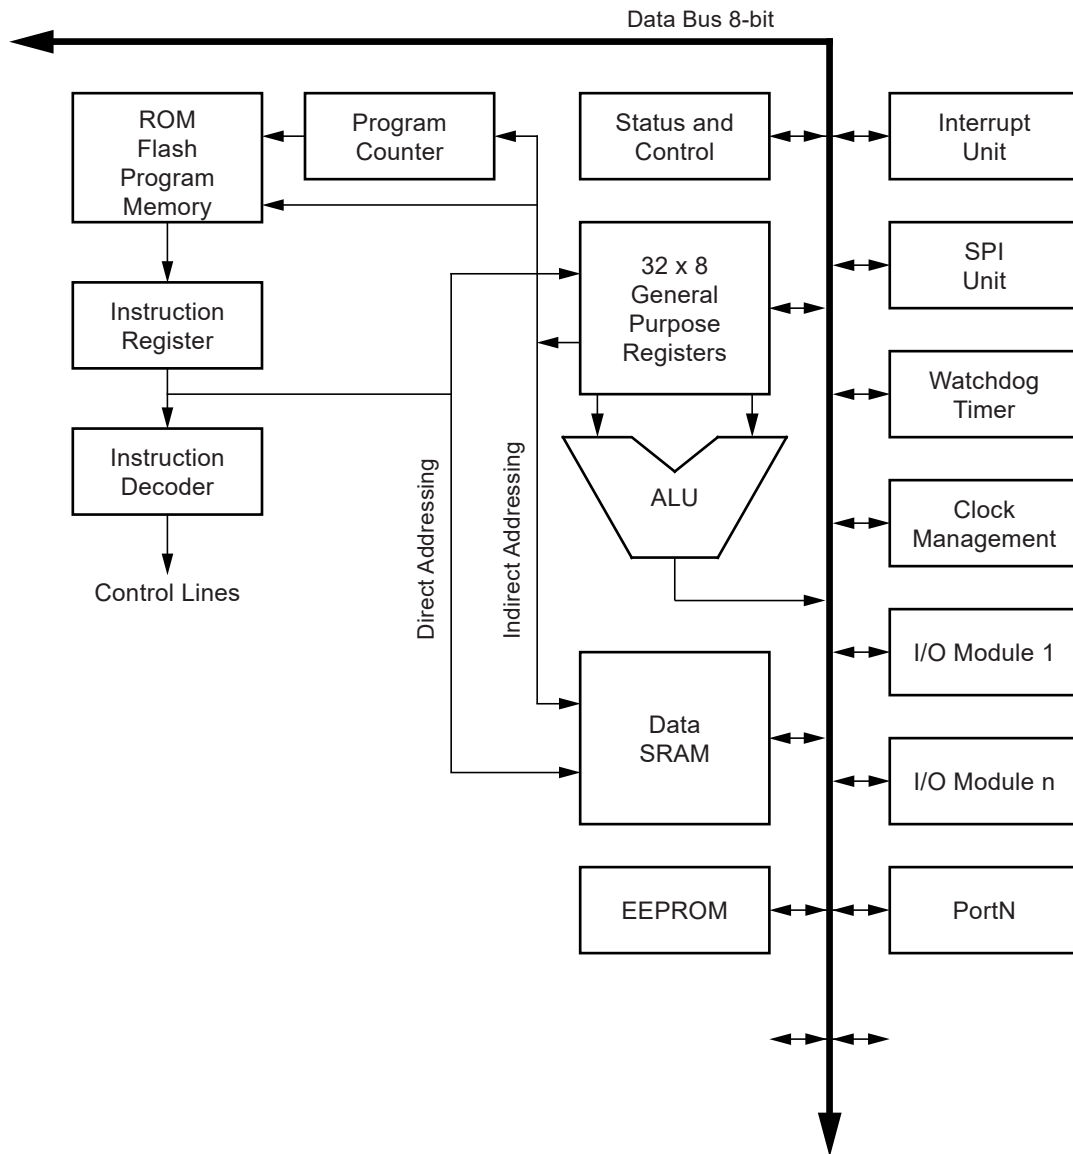 Data Bus 8-bit
ROM
Flash
Program
Memory
Program
Counter
Status and
Control
Interrupt
Unit
32 x 8
General
Purpose
Registers
SPI
Unit
Instruction
Register
Watchdog
Timer
Instruction
Decoder
ALU
Clock
Management
Control Lines
Direct Addressing
Indirect Addressing
I/O Module 1
Data
SRAM
I/O Module n
EEPROM
PortN